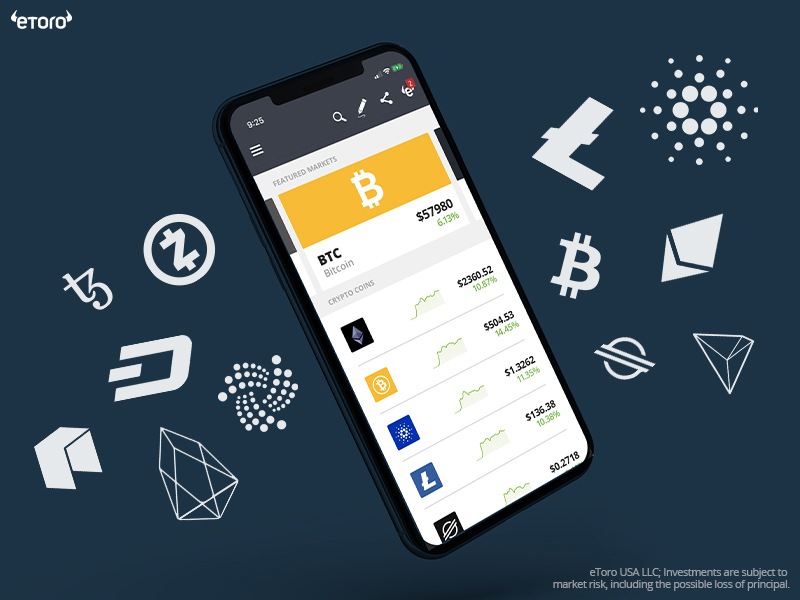 eToro
9:25
2
FEATURED MARKETS
BTC
$57980
Bitcoin
6.13%
CRYPTO COINS
$2360.52
10.87%
$504.53
14.45%
$1.3262
11.35%
$136.38
10.38%
$0.2718
eToro USA LLC; Investments are subject to
market risk, including the possible loss of principal.